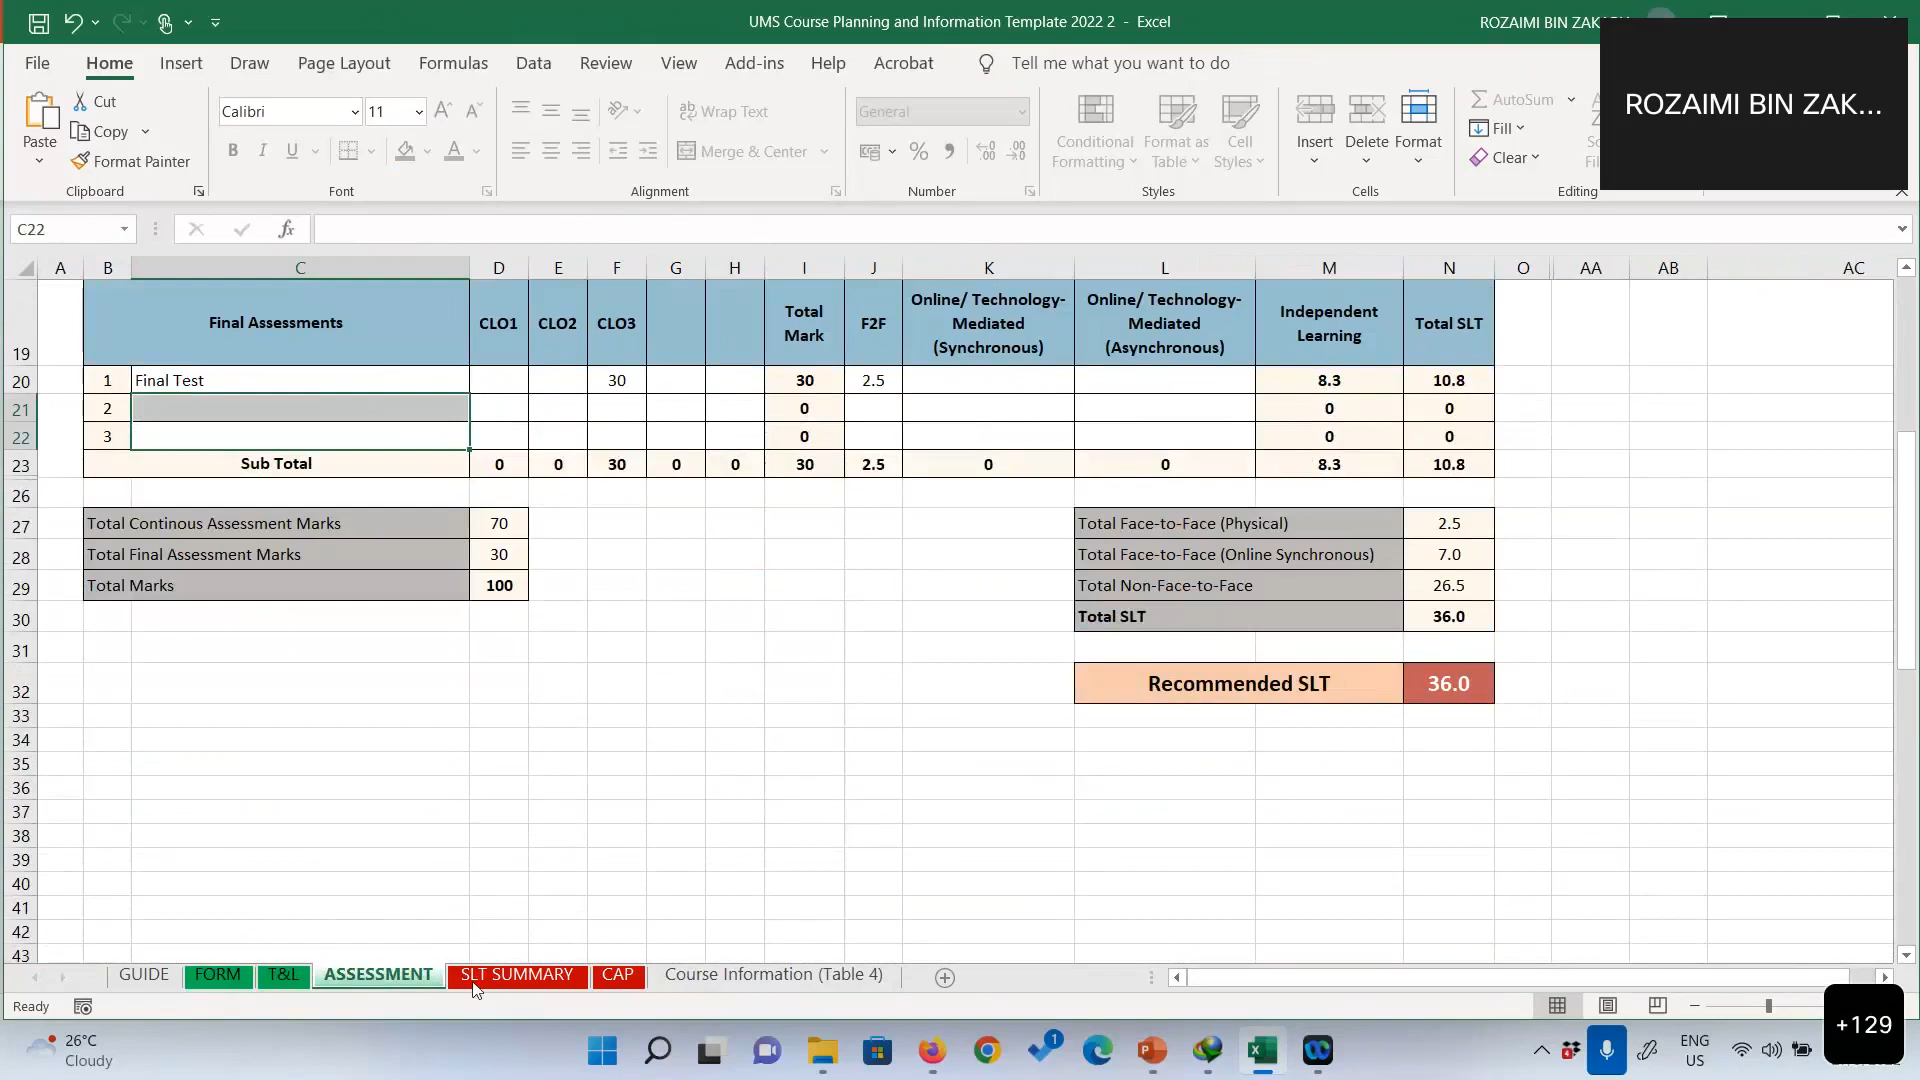 UMS Course Planning and Information Template 2022 2 - Excel
ROZAIMI BIN
ROZAIMI BIN ZAK...
File Home Insert Draw Page Layout Formulas Data Review View Add-ins Help Acrobat Tell me what you want to do
Paste
Cut
Copy
Format Painter
Clipboard
Calibri 11
B I U A
Font
Wrap Text
Merge & Center
Alignment
General
% 9
Number
Conditional Formatting
Format as Table
Cell Styles
Styles
Insert Delete Format
Cells
AutoSum
Fill
Clear
Editing
C22 fx
A B C D E F G H I J K L M N O AA AB AC
19 Final Assessments CLO1 CLO2 CLO3 Total Mark F2F Online/ Technology-Mediated (Synchronous) Online/ Technology-Mediated (Asynchronous) Independent Learning Total SLT
20 1 Final Test 30 30 2.5 8.3 10.8
21 2 0 0 0
22 3 0 0 0
23 Sub Total 0 0 30 0 0 30 2.5 0 0 8.3 10.8
26
27 Total Continous Assessment Marks 70 Total Face-to-Face (Physical) 2.5
28 Total Final Assessment Marks 30 Total Face-to-Face (Online Synchronous) 7.0
29 Total Marks 100 Total Non-Face-to-Face 26.5
30 Total SLT 36.0
31
32 Recommended SLT 36.0
33
34
35
36
37
38
39
40
41
42
43
GUIDE FORM T&L ASSESSMENT SLT SUMMARY CAP Course Information (Table 4)
Ready
+129
26°C
Cloudy
1
4
ENG
US